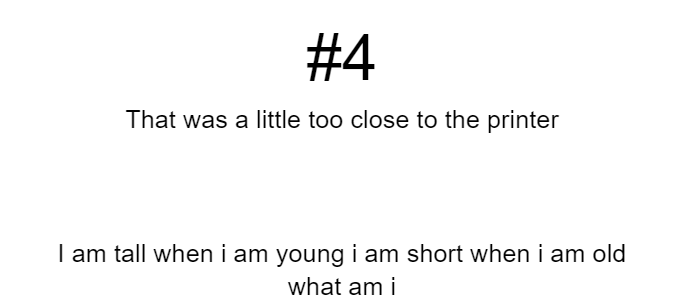 #4
That was a little too close to the printer
I am tall when i am young i am short when i am old
what am i